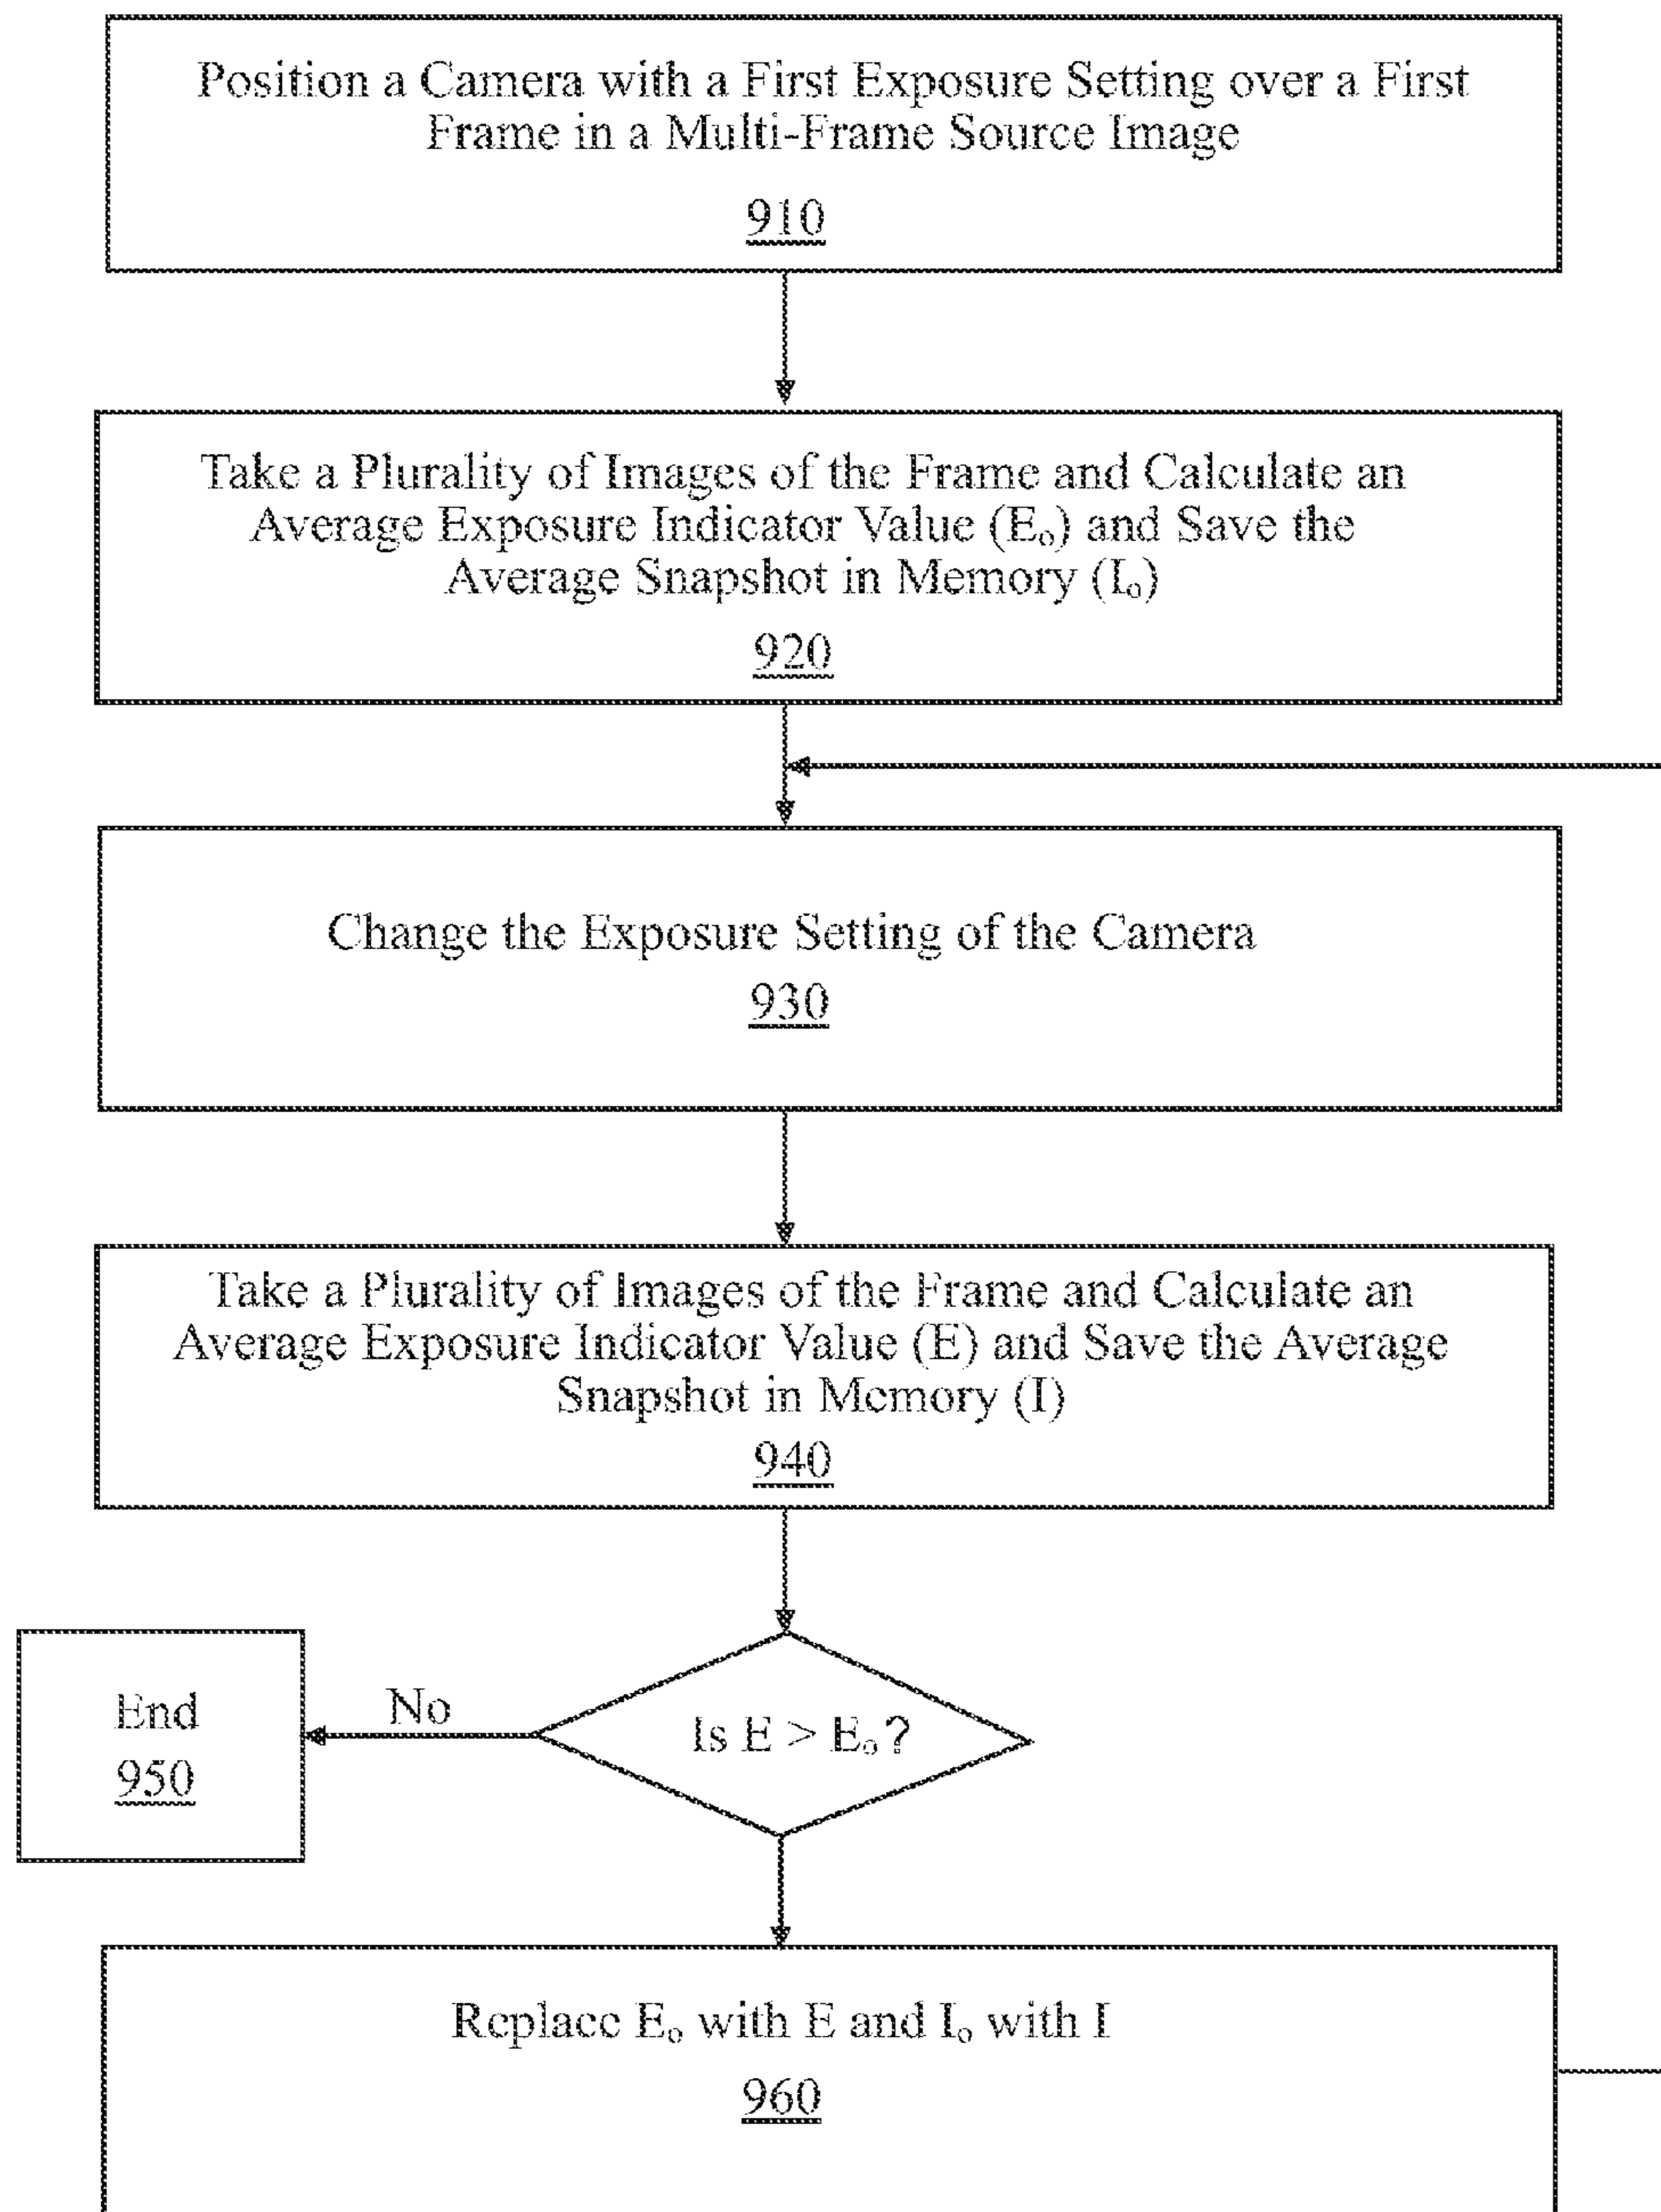 Position a Camera with a First Exposure Setting over a First
Frame in a Multi-Frame Source Image
910
Take a Plurality of Images of the Frame and Calculate an
Average Exposure Indicator Value (Eₒ) and Save the
Average Snapshot in Memory (Iₒ)
920
Change the Exposure Setting of the Camera
930
Take a Plurality of Images of the Frame and Calculate an
Average Exposure Indicator Value (E) and Save the Average
Snapshot in Memory (I)
940
Is E > Eₒ?
No
End
950
Replace Eₒ with E and Iₒ with I
960